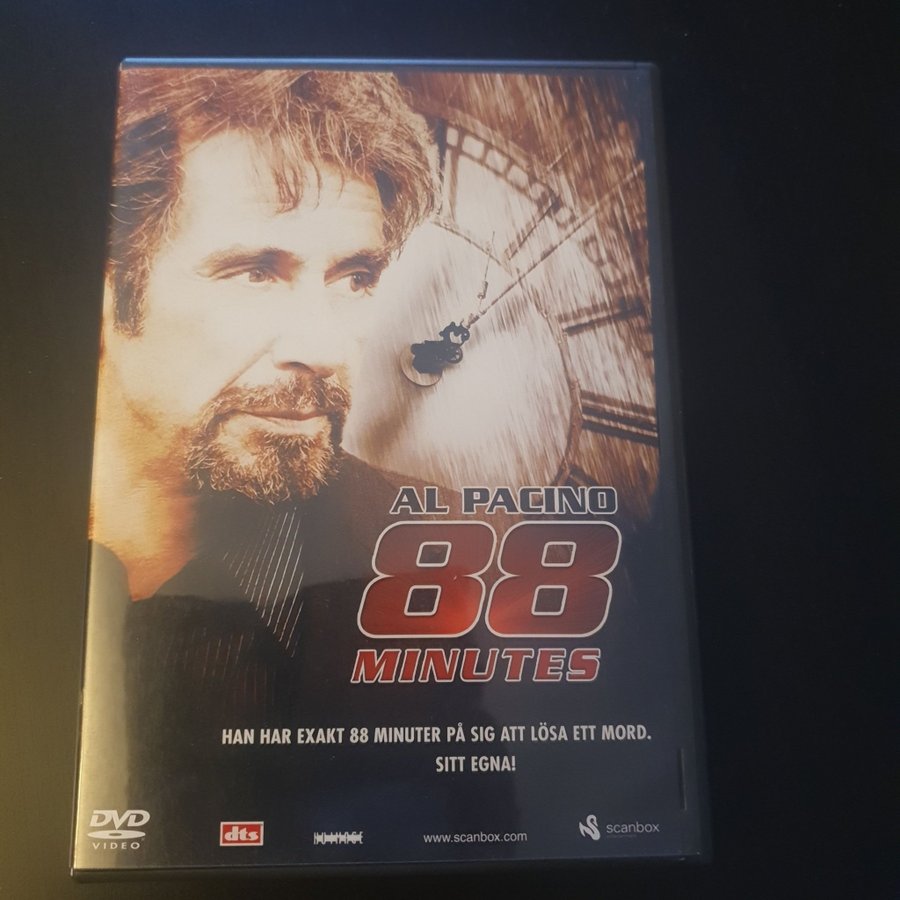 AL PACINO
88
MINUTES
HAN HAR EXAKT 88 MINUTER PÅ SIG ATT LÖSA ETT MORD.
SITT EGNA!
DVD
VIDEO
dts
www.scanbox.com
scanbox